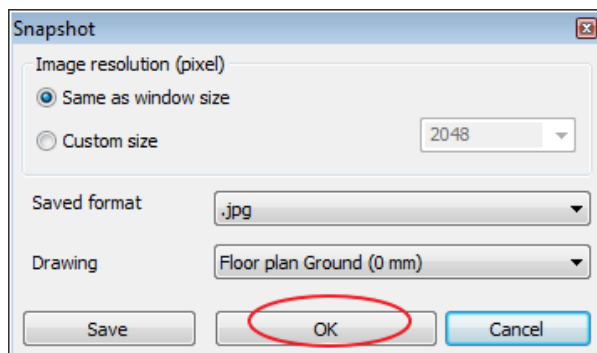 Snapshot
Image resolution (pixel)
Same as window size
Custom size 2048
Saved format .jpg
Drawing Floor plan Ground (0 mm)
Save OK Cancel